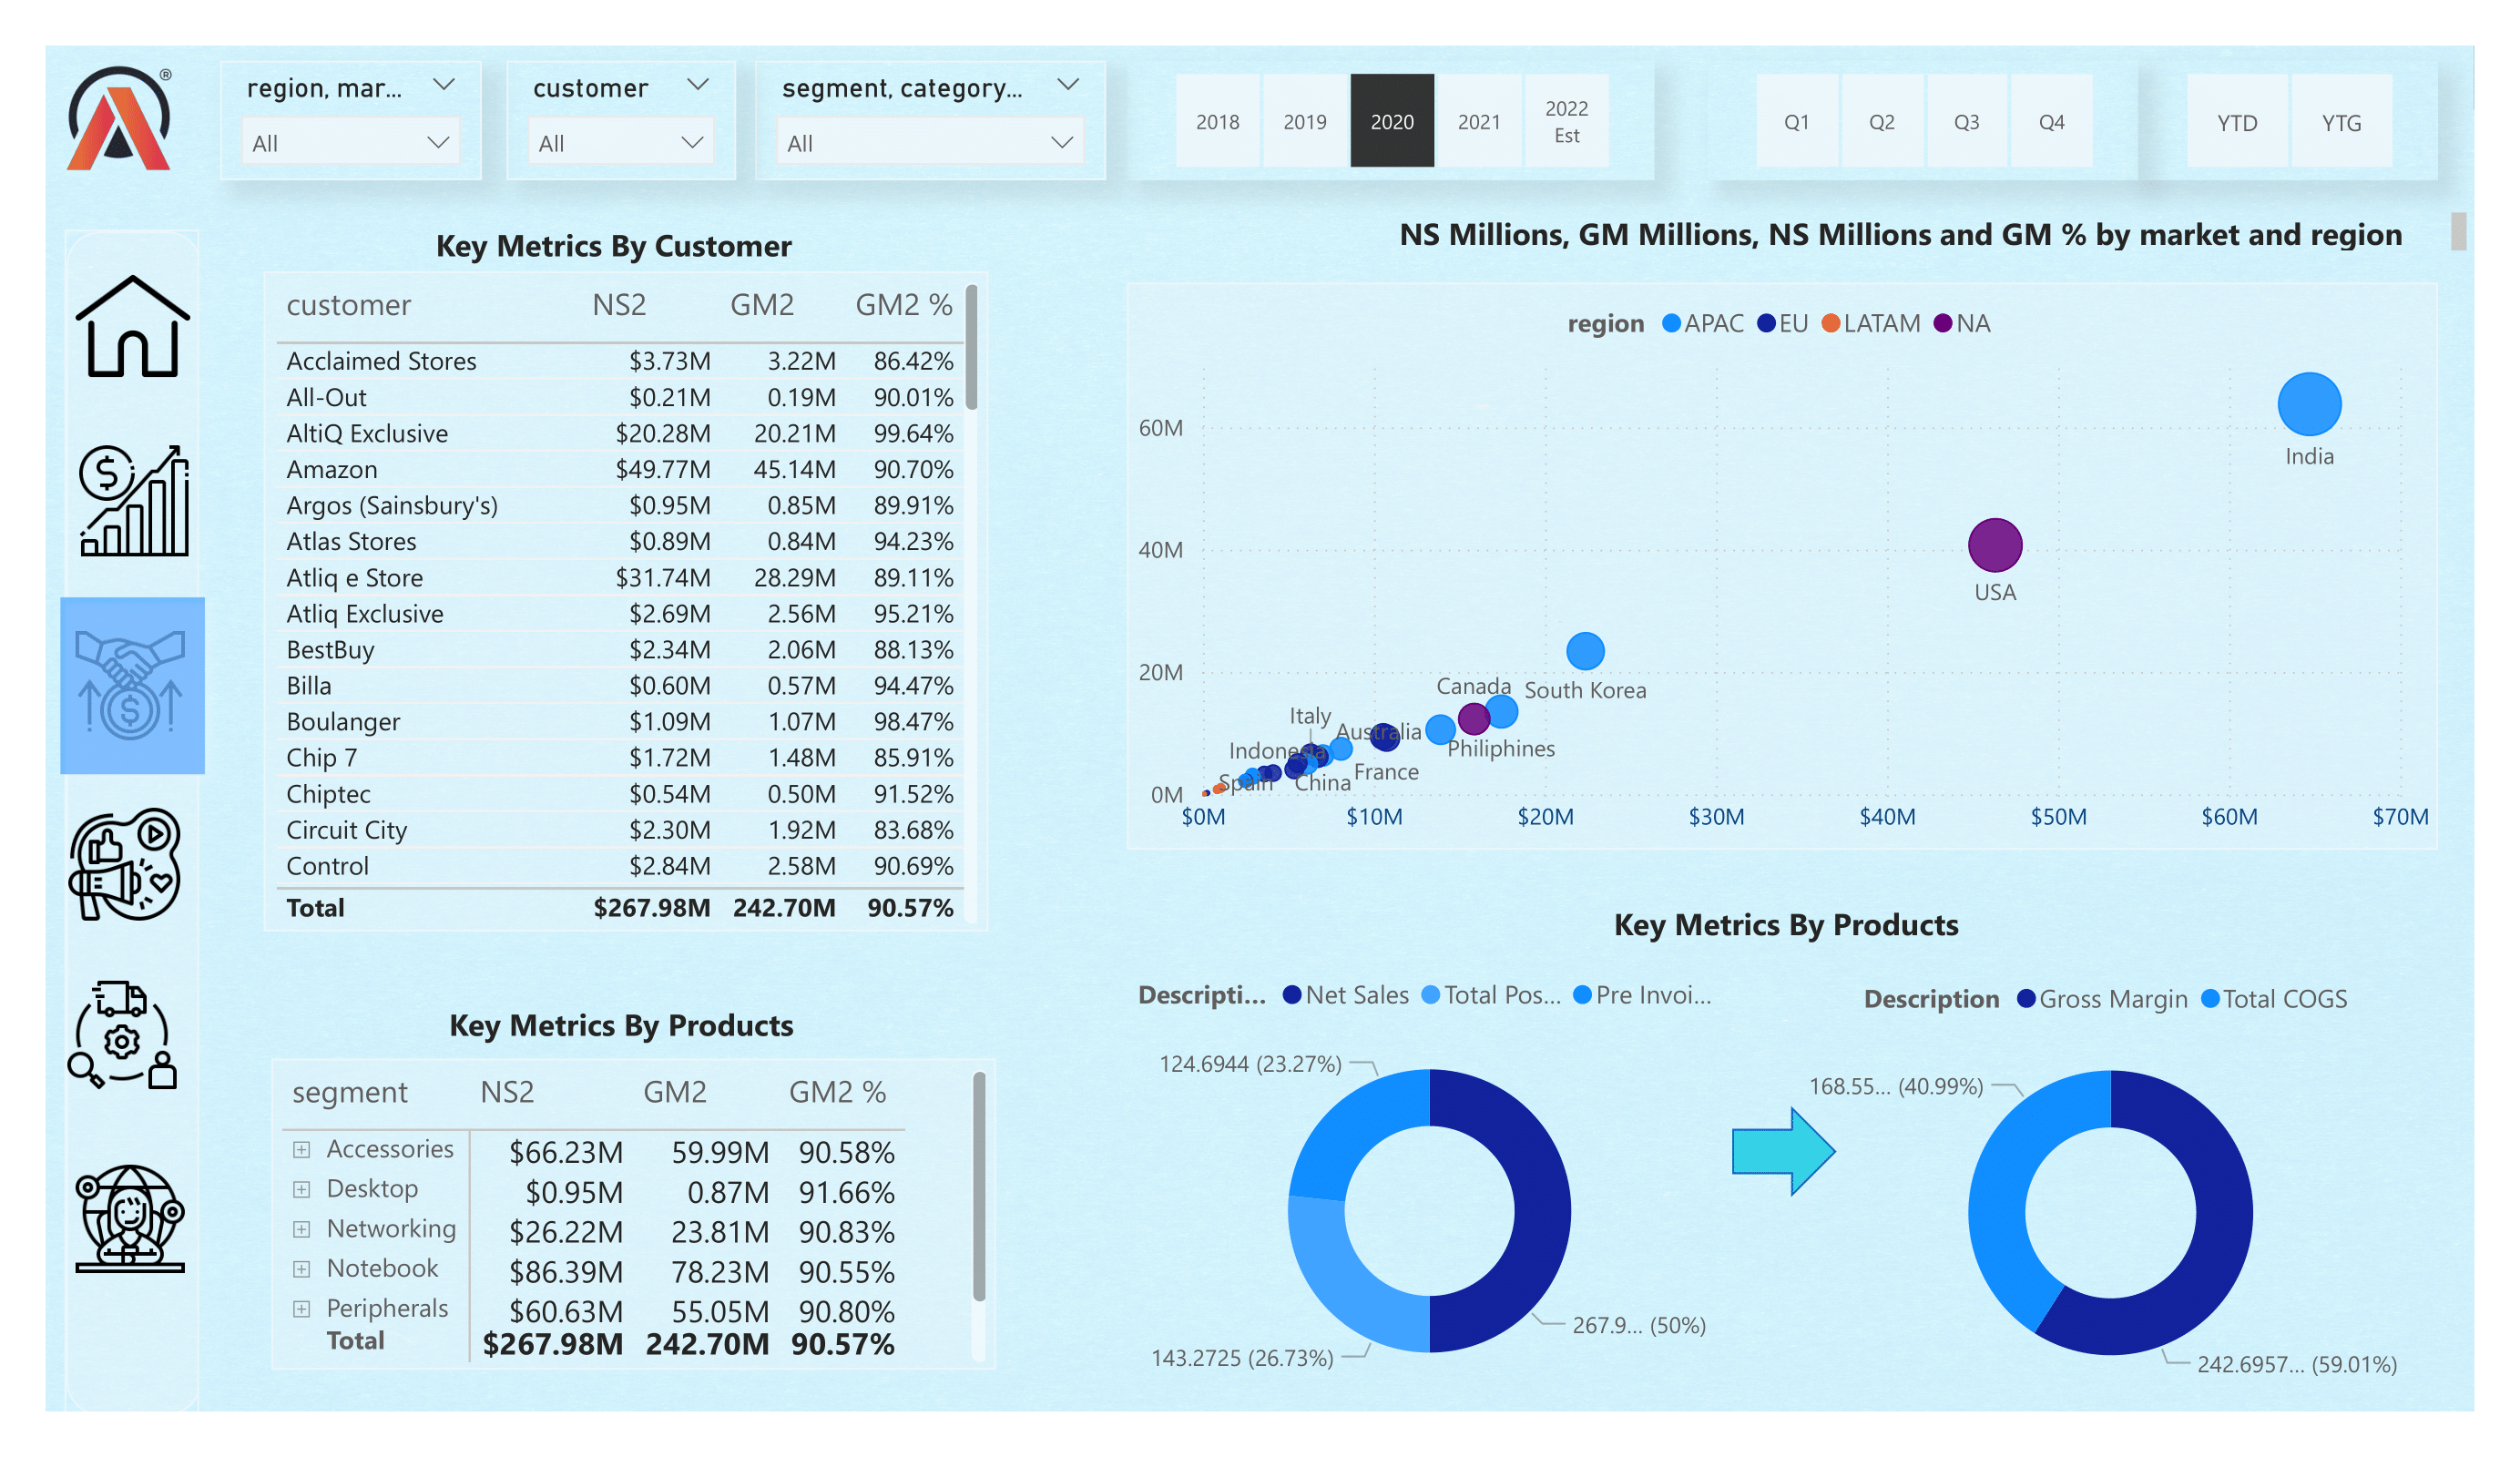 ®
region, mar...
All
customer
All
segment, category...
All
2018
2019
2020
2021
2022
Est
Q1
Q2
Q3
Q4
YTD
YTG
Key Metrics By Customer
customer NS2 GM2 GM2 %
Acclaimed Stores $3.73M 3.22M 86.42%
All-Out $0.21M 0.19M 90.01%
AltiQ Exclusive $20.28M 20.21M 99.64%
Amazon $49.77M 45.14M 90.70%
Argos (Sainsbury's) $0.95M 0.85M 89.91%
Atlas Stores $0.89M 0.84M 94.23%
Atliq e Store $31.74M 28.29M 89.11%
Atliq Exclusive $2.69M 2.56M 95.21%
BestBuy $2.34M 2.06M 88.13%
Billa $0.60M 0.57M 94.47%
Boulanger $1.09M 1.07M 98.47%
Chip 7 $1.72M 1.48M 85.91%
Chiptec $0.54M 0.50M 91.52%
Circuit City $2.30M 1.92M 83.68%
Control $2.84M 2.58M 90.69%
Total $267.98M 242.70M 90.57%
NS Millions, GM Millions, NS Millions and GM % by market and region
region APAC EU LATAM NA
60M
40M
20M
0M
India
USA
South Korea
Canada
Italy
Australia
Philiphines
Indonesia
France
Spain
China
$0M $10M $20M $30M $40M $50M $60M $70M
Key Metrics By Products
segment NS2 GM2 GM2 %
Accessories $66.23M 59.99M 90.58%
Desktop $0.95M 0.87M 91.66%
Networking $26.22M 23.81M 90.83%
Notebook $86.39M 78.23M 90.55%
Peripherals $60.63M 55.05M 90.80%
Total $267.98M 242.70M 90.57%
Key Metrics By Products
Descripti... Net Sales Total Pos... Pre Invoi...
124.6944 (23.27%)
267.9... (50%)
143.2725 (26.73%)
Description Gross Margin Total COGS
168.55... (40.99%)
242.6957... (59.01%)